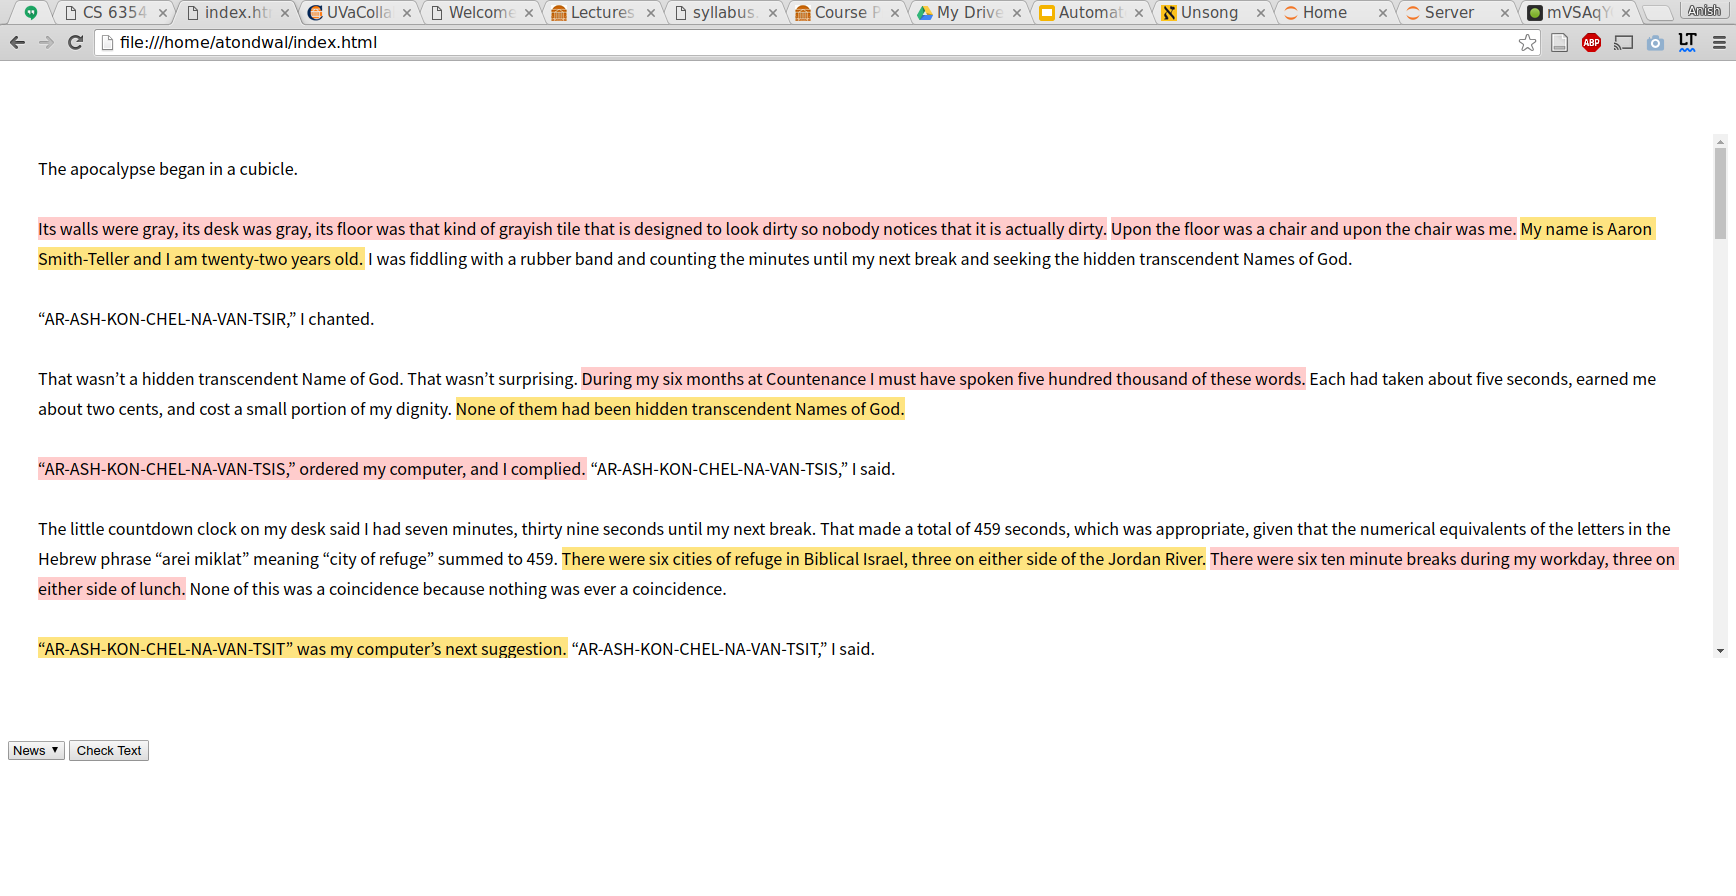 CS 6354
index.ht
UVaColla
Welcome
Lectures
syllabus.
Course P
My Drive
Automat
Unsong
Home
Server
mVSAqY
Anish
file:///home/atondwal/index.html
ABP
LT
The apocalypse began in a cubicle.
Its walls were gray, its desk was gray, its floor was that kind of grayish tile that is designed to look dirty so nobody notices that it is actually dirty. Upon the floor was a chair and upon the chair was me. My name is Aaron
Smith-Teller and I am twenty-two years old. I was fiddling with a rubber band and counting the minutes until my next break and seeking the hidden transcendent Names of God.
“AR-ASH-KON-CHEL-NA-VAN-TSIR,” I chanted.
That wasn’t a hidden transcendent Name of God. That wasn’t surprising. During my six months at Countenance I must have spoken five hundred thousand of these words. Each had taken about five seconds, earned me
about two cents, and cost a small portion of my dignity. None of them had been hidden transcendent Names of God.
“AR-ASH-KON-CHEL-NA-VAN-TSIS,” ordered my computer, and I complied. “AR-ASH-KON-CHEL-NA-VAN-TSIS,” I said.
The little countdown clock on my desk said I had seven minutes, thirty nine seconds until my next break. That made a total of 459 seconds, which was appropriate, given that the numerical equivalents of the letters in the
Hebrew phrase “arei miklat” meaning “city of refuge” summed to 459. There were six cities of refuge in Biblical Israel, three on either side of the Jordan River. There were six ten minute breaks during my workday, three on
either side of lunch. None of this was a coincidence because nothing was ever a coincidence.
“AR-ASH-KON-CHEL-NA-VAN-TSIT” was my computer’s next suggestion. “AR-ASH-KON-CHEL-NA-VAN-TSIT,” I said.
News
Check Text